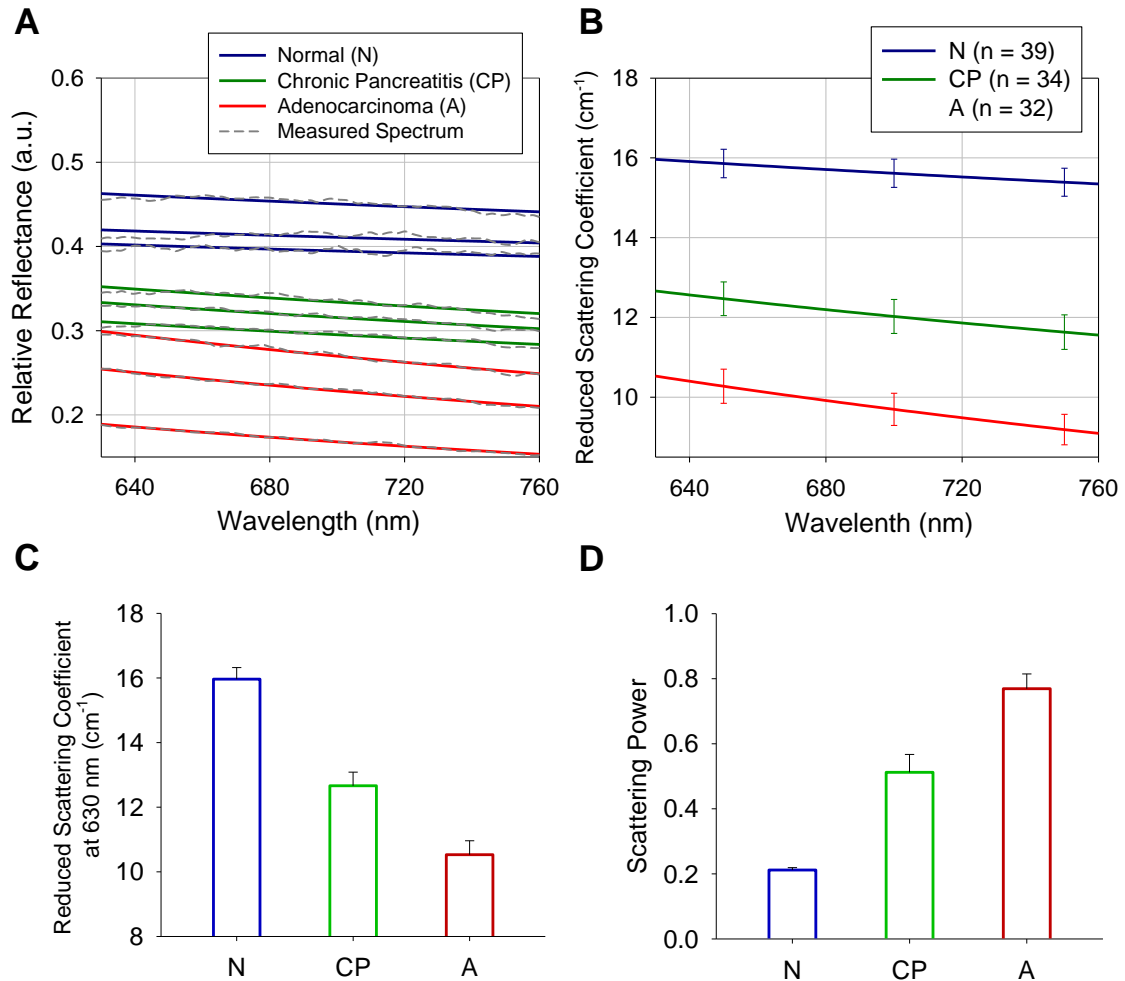 A
Normal (N)
Chronic Pancreatitis (CP)
Adenocarcinoma (A)
Measured Spectrum
0.6
0.5
0.4
0.3
0.2
Relative Reflectance (a.u.)
640 680 720 760
Wavelength (nm)
B
N (n = 39)
CP (n = 34)
A (n = 32)
18
16
14
12
10
Reduced Scattering Coefficient (cm⁻¹)
640 680 720 760
Wavelenth (nm)
C
18
16
14
12
10
8
Reduced Scattering Coefficient
at 630 nm (cm⁻¹)
N CP A
D
1.0
0.8
0.6
0.4
0.2
0.0
Scattering Power
N CP A